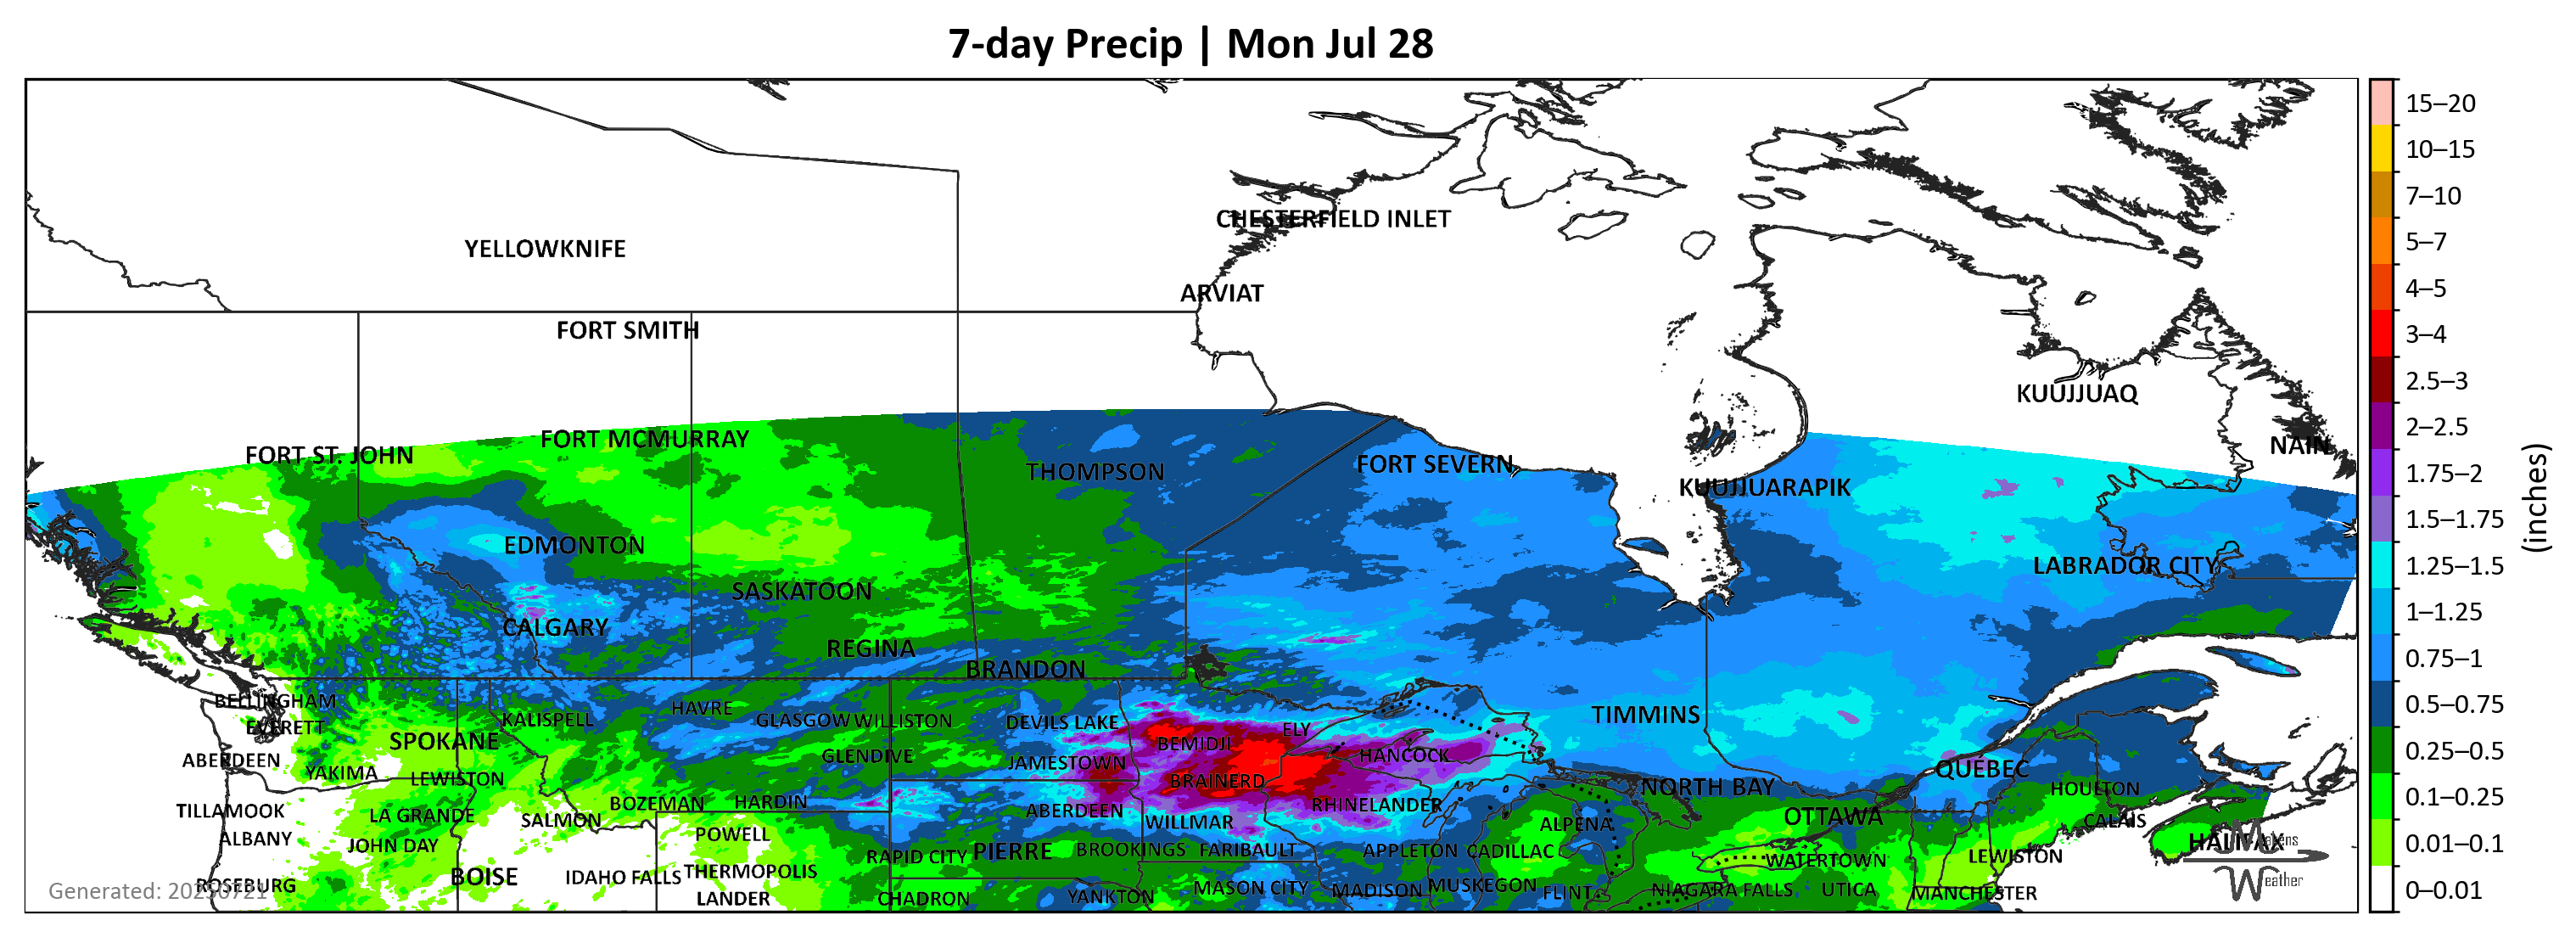 7-day Precip | Mon Jul 28
CHESTERFIELD INLET
YELLOWKNIFE
ARVIAT
FORT SMITH
KUUJJUAQ
FORT MCMURRAY
NAIN
FORT ST. JOHN
THOMPSON
FORT SEVERN
KUUJJUARAPIK
EDMONTON
LABRADOR CITY
SASKATOON
CALGARY
REGINA
BRANDON
BELLINGHAM
HAVRE
TIMMINS
KALISPELL
GLASGOW WILLISTON
DEVILS LAKE
EVERETT
ELY
SPOKANE
BEMIDJI
ABERDEEN
GLENDIVE
JAMESTOWN
HANCOCK
QUEBEC
YAKIMA
LEWISTON
BRAINERD
NORTH BAY
HOULTON
BOZEMAN
HARDIN
RHINELANDER
TILLAMOOK
LA GRANDE
SALMON
ABERDEEN
WILLMAR
ALPENA
OTTAWA
CALAIS
ALBANY
JOHN DAY
POWELL
HALIFAX
RAPID CITY
PIERRE
BROOKINGS
FARIBAULT
APPLETON
CADILLAC
WATERTOWN
LEWISTON
BOISE
IDAHO FALLS
THERMOPOLIS
ROSEBURG
LANDER
CHADRON
YANKTON
MASON CITY
MADISON
MUSKEGON
FLINT
NIAGARA FALLS
UTICA
MANCHESTER
Weather
Generated: 20250721
15–20
10–15
7–10
5–7
4–5
3–4
2.5–3
2–2.5
1.75–2
1.5–1.75
1.25–1.5
1–1.25
0.75–1
0.5–0.75
0.25–0.5
0.1–0.25
0.01–0.1
0–0.01
(inches)